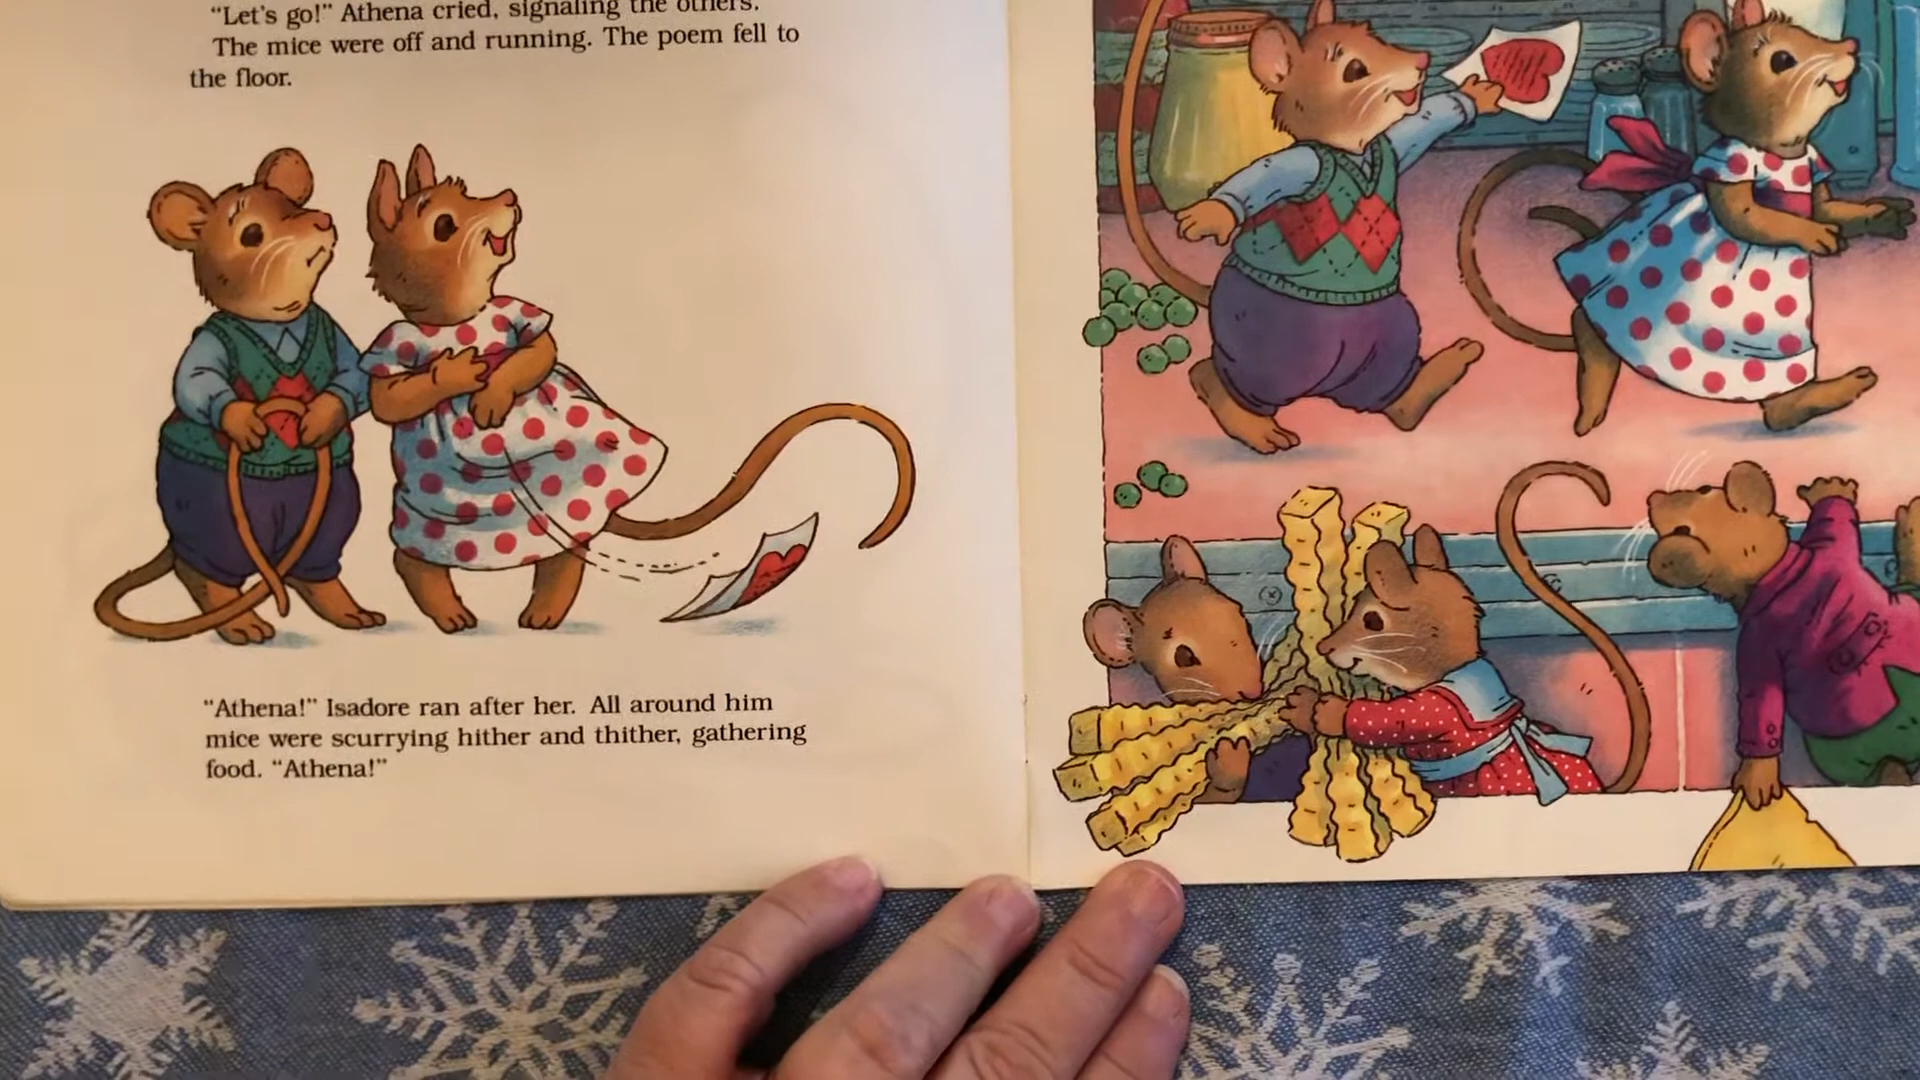 “Let’s go!” Athena cried, signaling the others.
The mice were off and running. The poem fell to
the floor.
“Athena!” Isadore ran after her. All around him
mice were scurrying hither and thither, gathering
food. “Athena!”